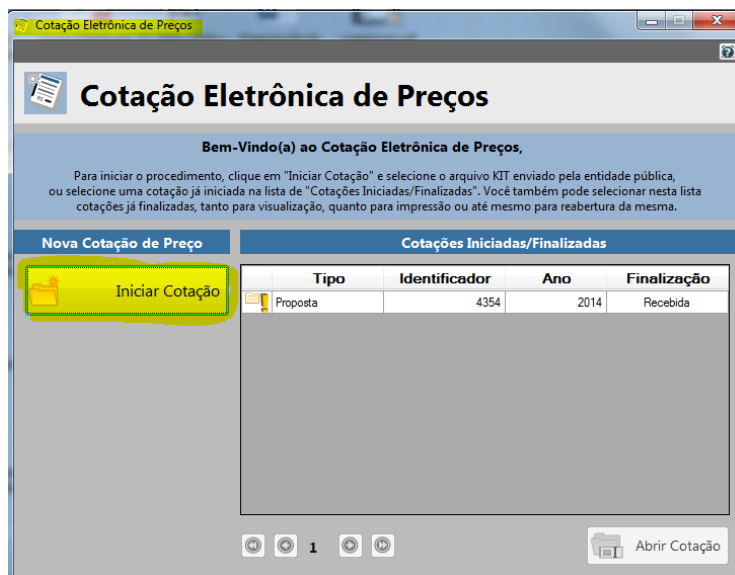 Cotação Eletrônica de Preços
Cotação Eletrônica de Preços
Bem-Vindo(a) ao Cotação Eletrônica de Preços,
Para iniciar o procedimento, clique em "Iniciar Cotação" e selecione o arquivo KIT enviado pela entidade pública,
ou selecione uma cotação já iniciada na lista de "Cotações Iniciadas/Finalizadas". Você também pode selecionar nesta lista
cotações já finalizadas, tanto para visualização, quanto para impressão ou até mesmo para reabertura da mesma.
Nova Cotação de Preço
Cotações Iniciadas/Finalizadas
Iniciar Cotação
Tipo Identificador Ano Finalização
Proposta 4354 2014 Recebida
1
Abrir Cotação